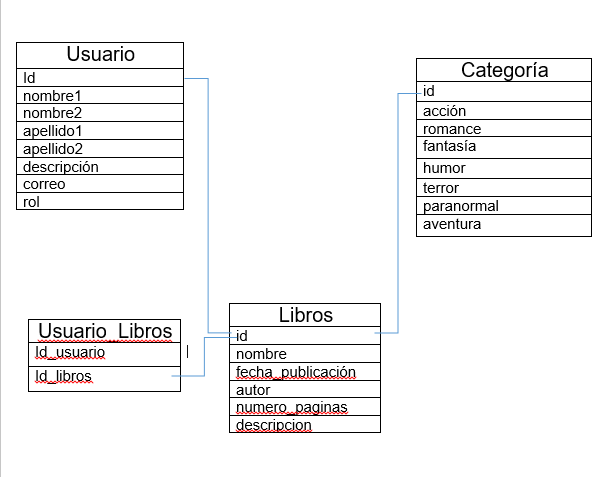 Usuario
Id
nombre1
nombre2
apellido1
apellido2
descripción
correo
rol
Categoría
id
acción
romance
fantasía
humor
terror
paranormal
aventura
Usuario_Libros
Id_usuario
Id_libros
Libros
id
nombre
fecha_publicación
autor
numero_paginas
descripcion